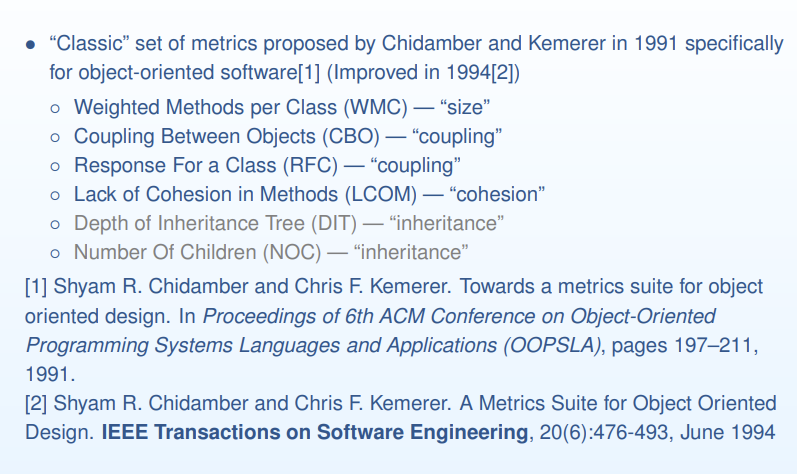 ● “Classic” set of metrics proposed by Chidamber and Kemerer in 1991 specifically
for object-oriented software[1] (Improved in 1994[2])
○ Weighted Methods per Class (WMC) — “size”
○ Coupling Between Objects (CBO) — “coupling”
○ Response For a Class (RFC) — “coupling”
○ Lack of Cohesion in Methods (LCOM) — “cohesion”
○ Depth of Inheritance Tree (DIT) — “inheritance”
○ Number Of Children (NOC) — “inheritance”
[1] Shyam R. Chidamber and Chris F. Kemerer. Towards a metrics suite for object
oriented design. In Proceedings of 6th ACM Conference on Object-Oriented
Programming Systems Languages and Applications (OOPSLA), pages 197–211,
1991.
[2] Shyam R. Chidamber and Chris F. Kemerer. A Metrics Suite for Object Oriented
Design. IEEE Transactions on Software Engineering, 20(6):476-493, June 1994